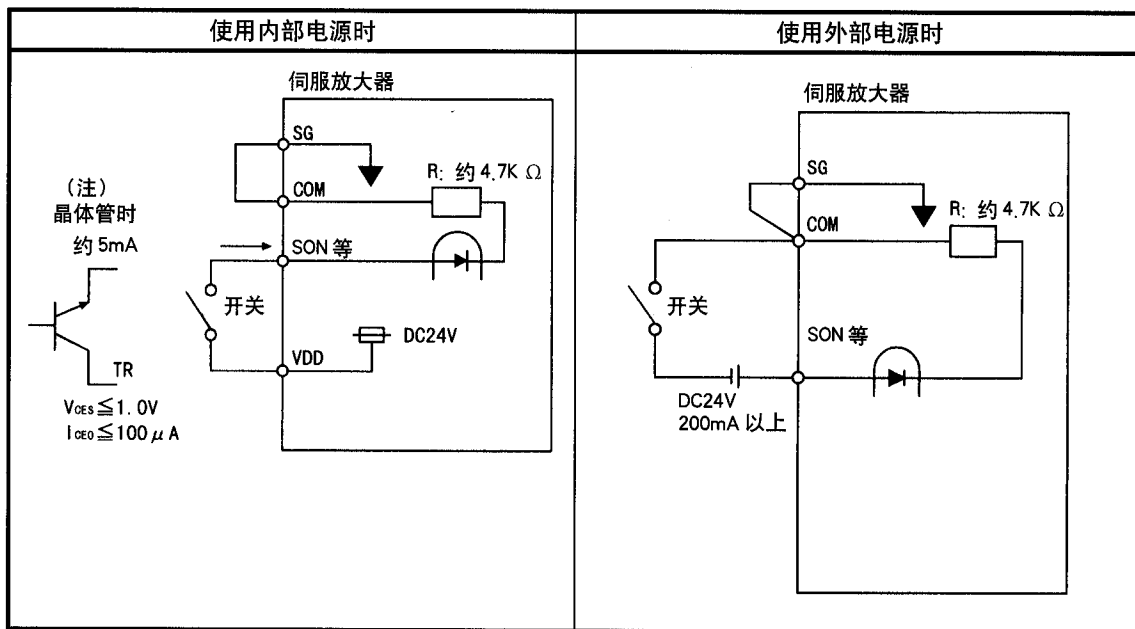 使用内部电源时
伺服放大器
SG
COM
R: 约 4.7K Ω
(注)
晶体管时
约 5mA
SON 等
开关
DC24V
VDD
TR
VCES≦1.0V
ICEO≦100μA
使用外部电源时
伺服放大器
SG
COM
R: 约 4.7K Ω
开关
SON 等
DC24V
200mA 以上